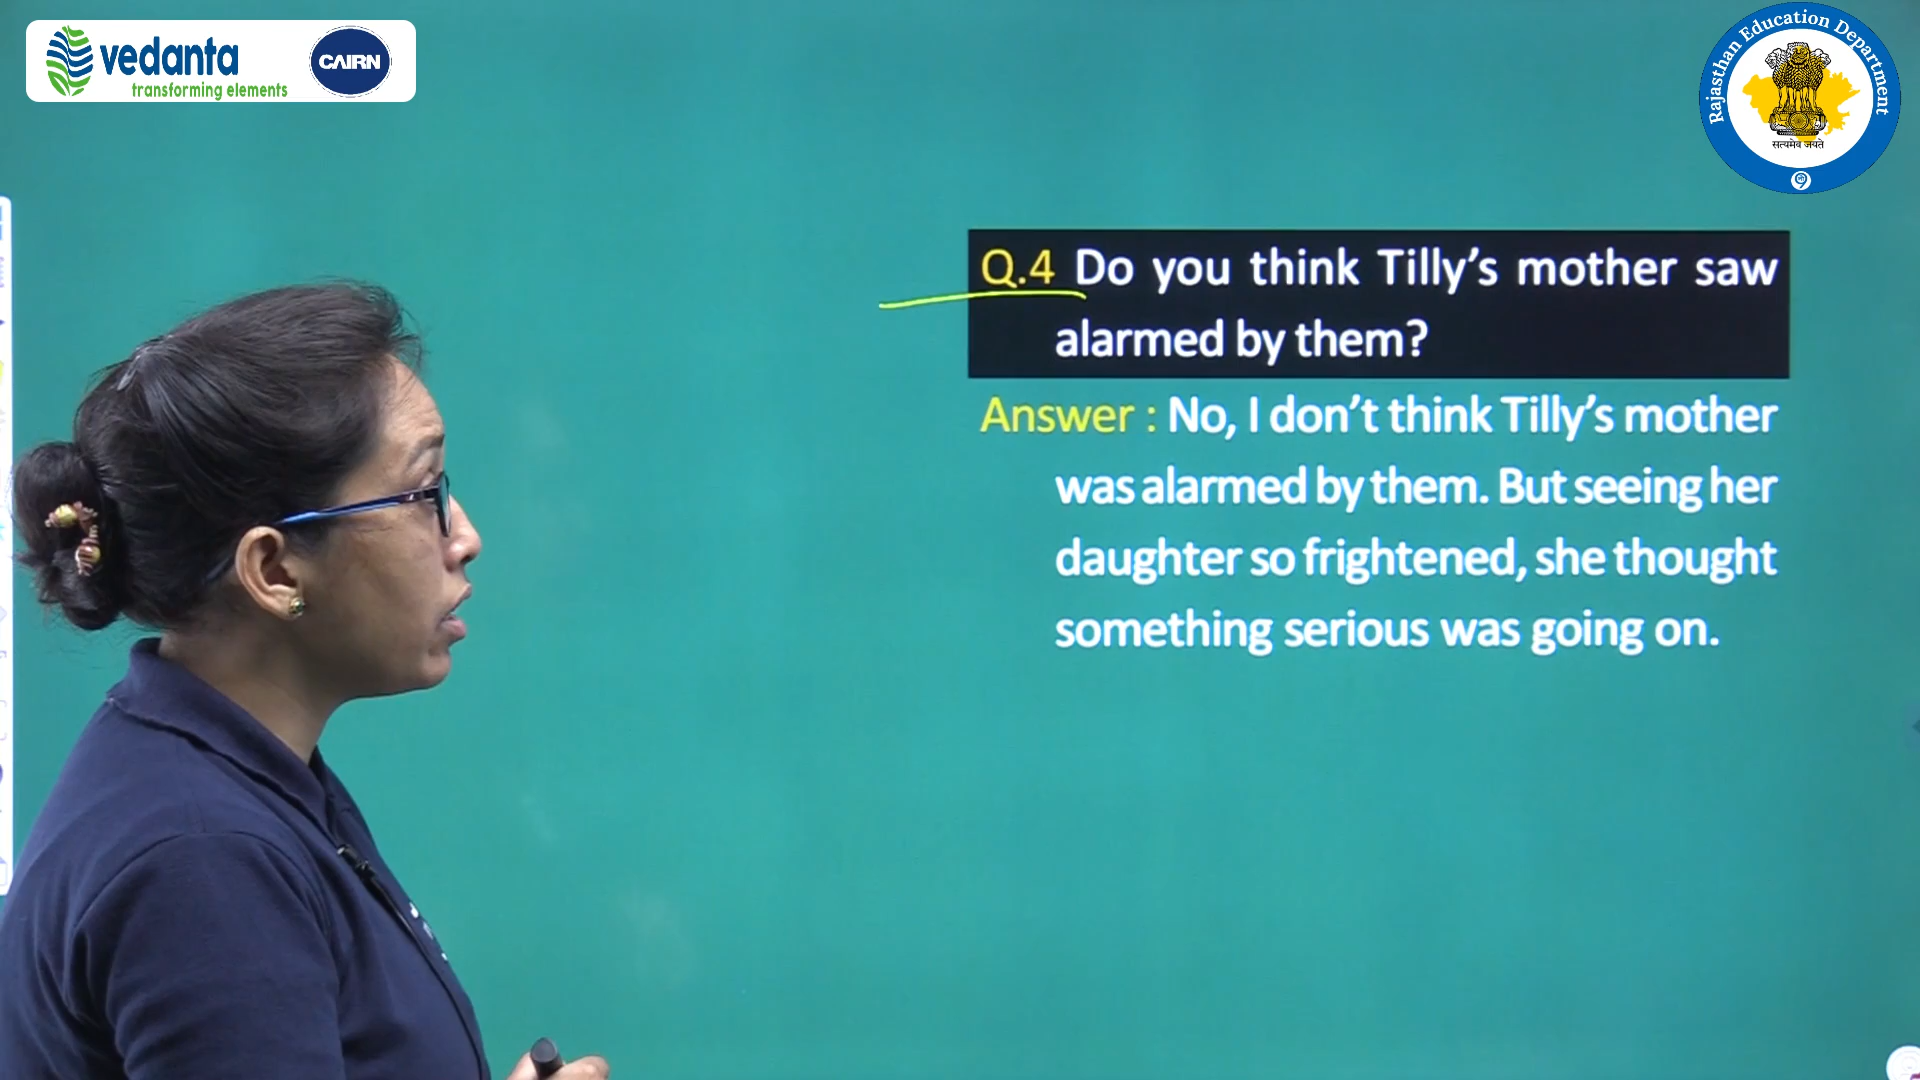 vedanta
transforming elements
CAIRN
Rajasthan Education Department
सत्यमेव जयते
Q.4 Do you think Tilly's mother saw
alarmed by them?
Answer : No, I don't think Tilly's mother
was alarmed by them. But seeing her
daughter so frightened, she thought
something serious was going on.